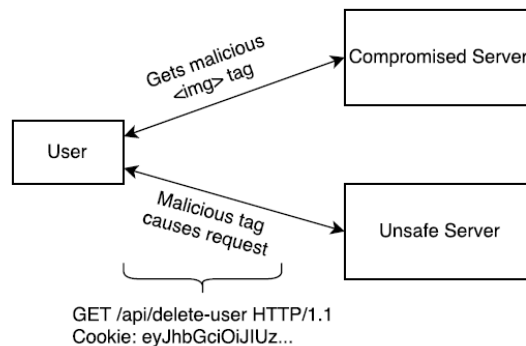 Gets malicious
<img> tag
Compromised Server
User
Malicious tag
causes request
Unsafe Server
GET /api/delete-user HTTP/1.1
Cookie: eyJhbGciOiJIUz...